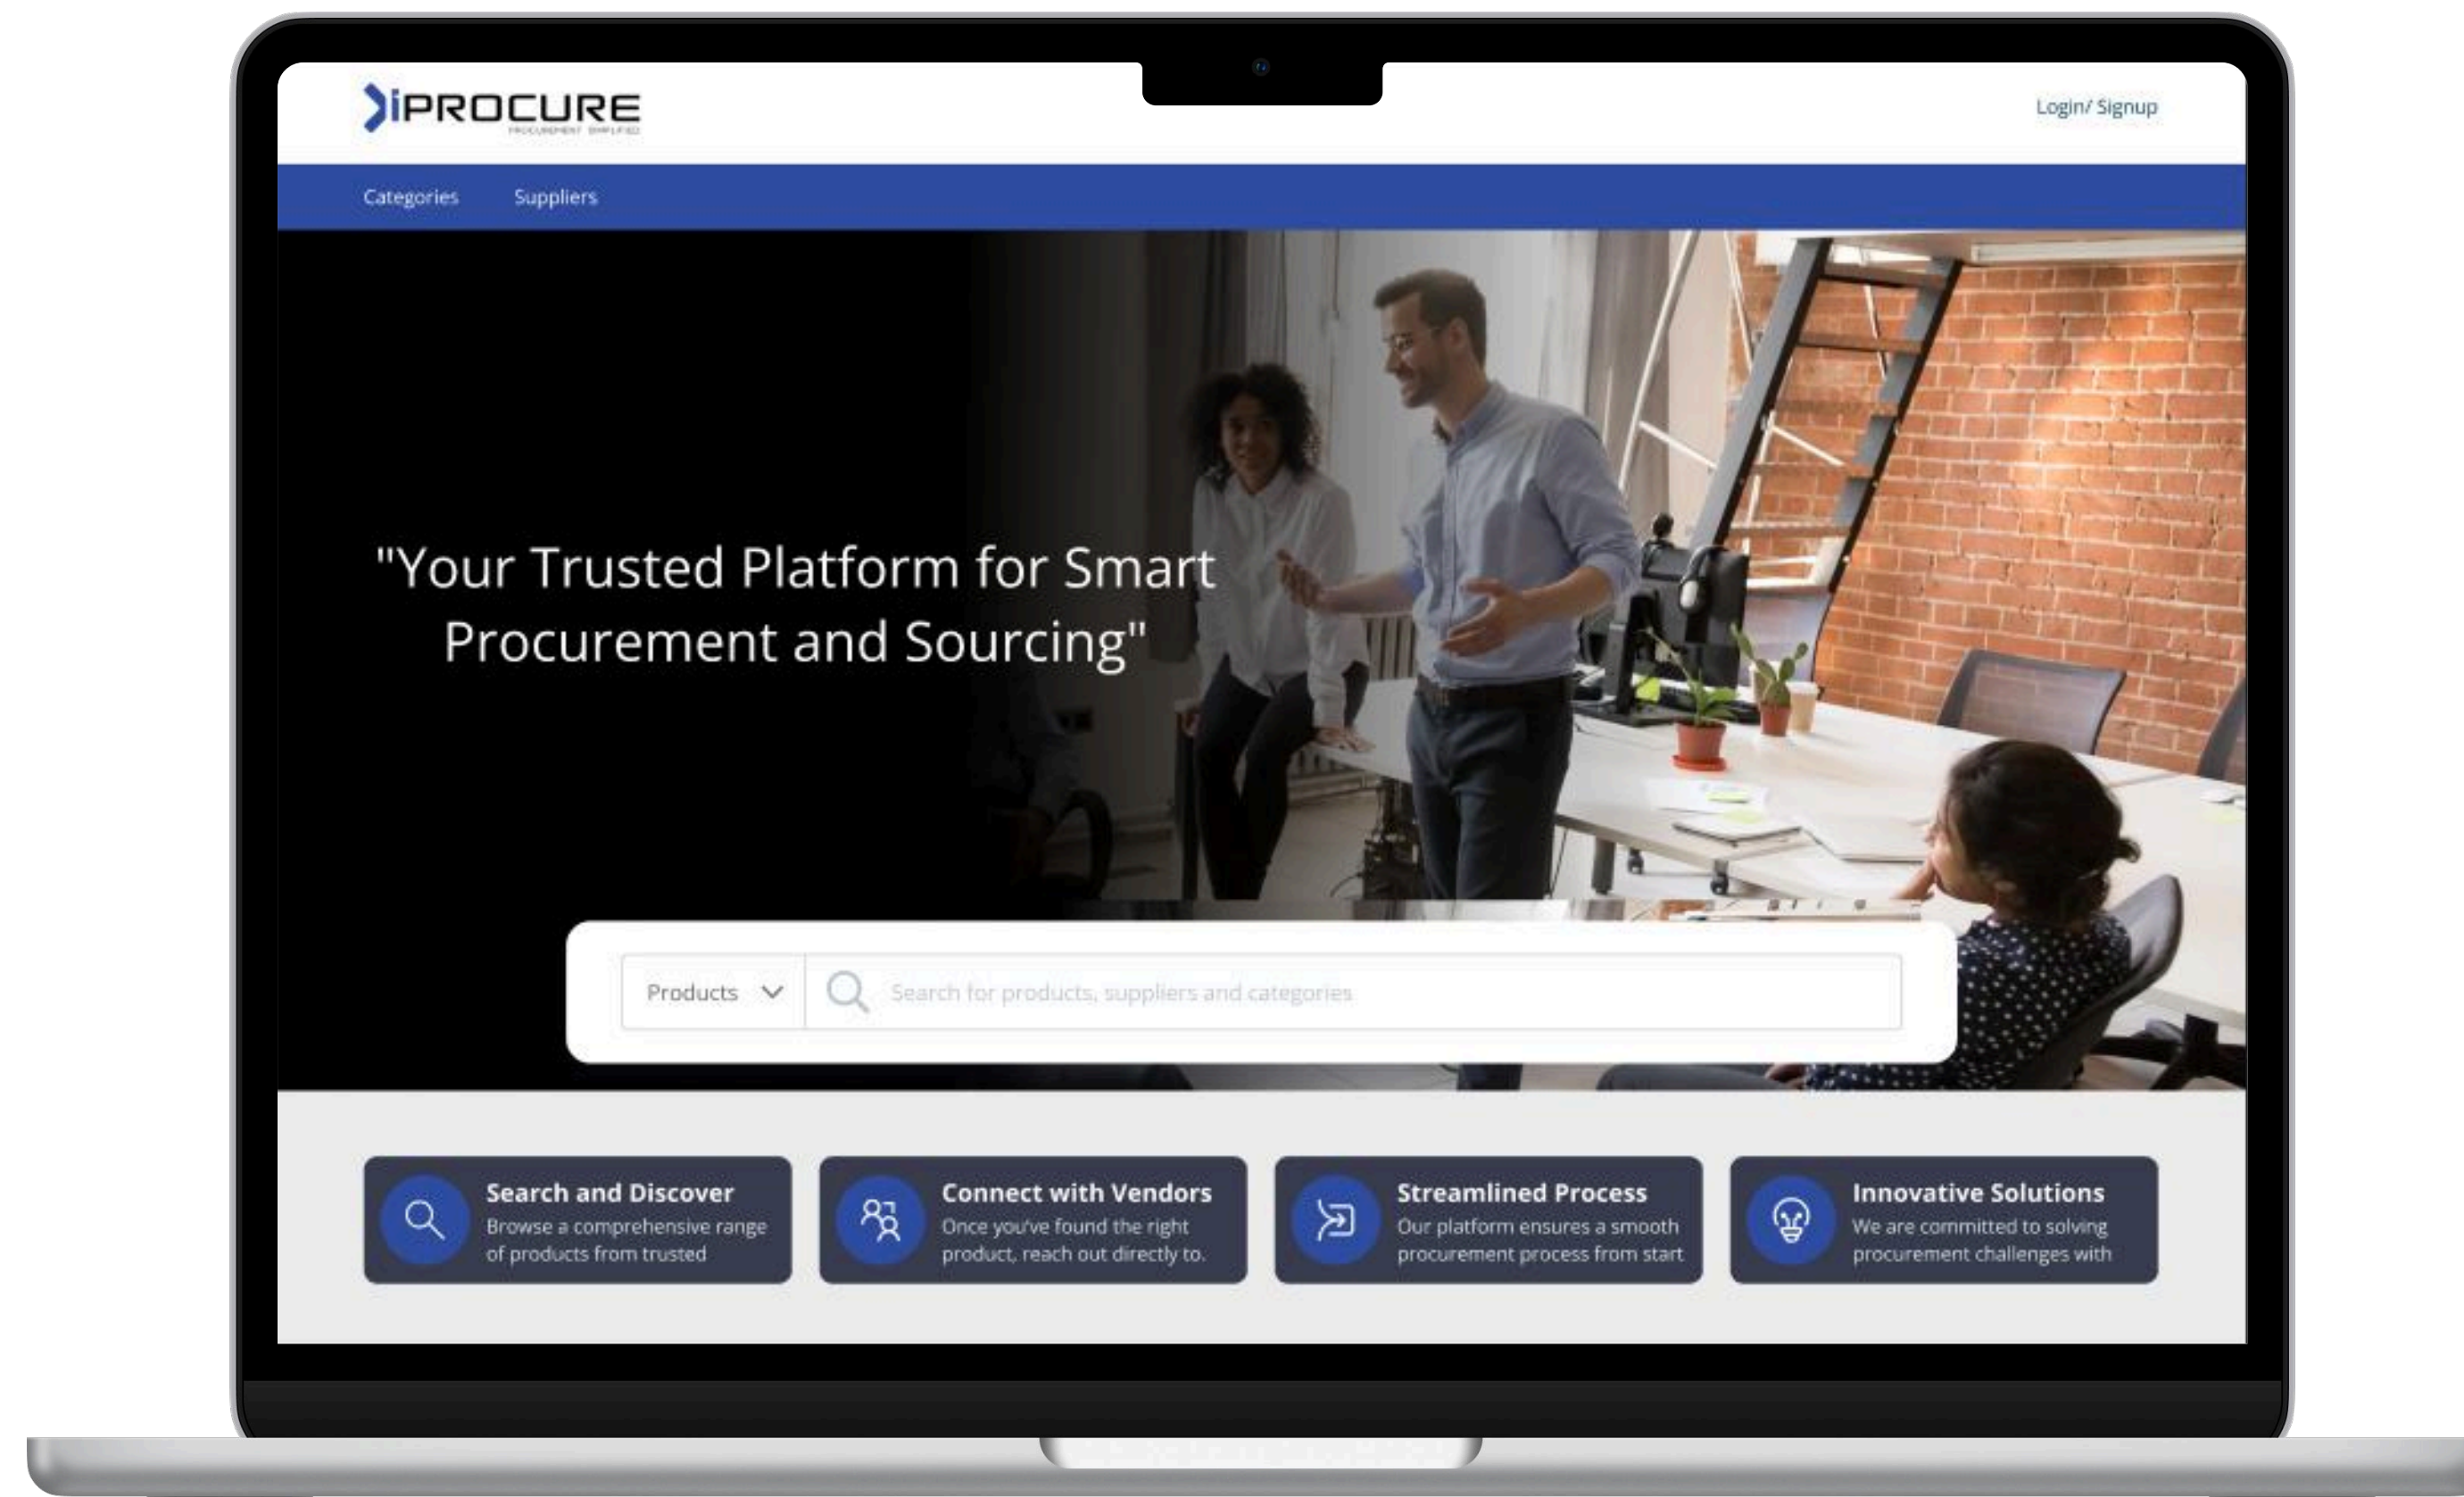 iPROCURE
PROCUREMENT SIMPLIFIED
Login/ Signup
Categories
Suppliers
"Your Trusted Platform for Smart
Procurement and Sourcing"
Products
Search for products, suppliers and categories
Search and Discover
Browse a comprehensive range
of products from trusted
Connect with Vendors
Once you've found the right
product, reach out directly to.
Streamlined Process
Our platform ensures a smooth
procurement process from start
Innovative Solutions
We are committed to solving
procurement challenges with